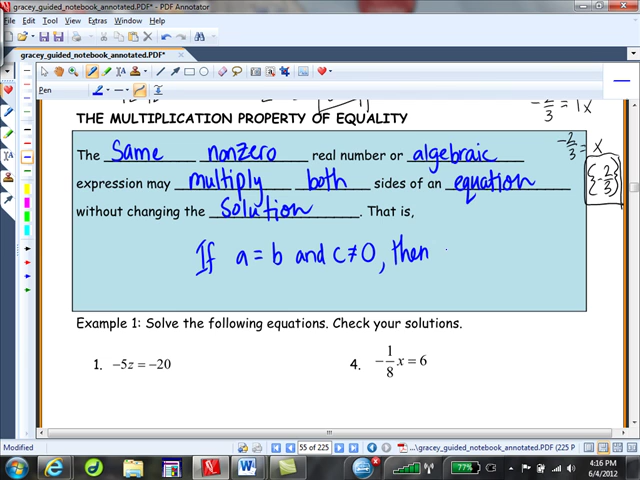 gracey_guided_notebook_annotated.PDF* - PDF Annotator
File Edit Tool View Document Extras Help
gracey_guided_notebook_annotated.PDF*
Pen
-2/3 = 1x
THE MULTIPLICATION PROPERTY OF EQUALITY
-2/3 = x
The Same nonzero real number or algebraic
{-2/3}
expression may multiply both sides of an equation
without changing the Solution. That is,
If a = b and c ≠ 0, then
Example 1: Solve the following equations. Check your solutions.
1. −5z = −20
4. −1/8 x = 6
Modified
55 of 225
gracey_guided_notebook_annotated.PDF (225 P
77%
4:16 PM
6/4/2012